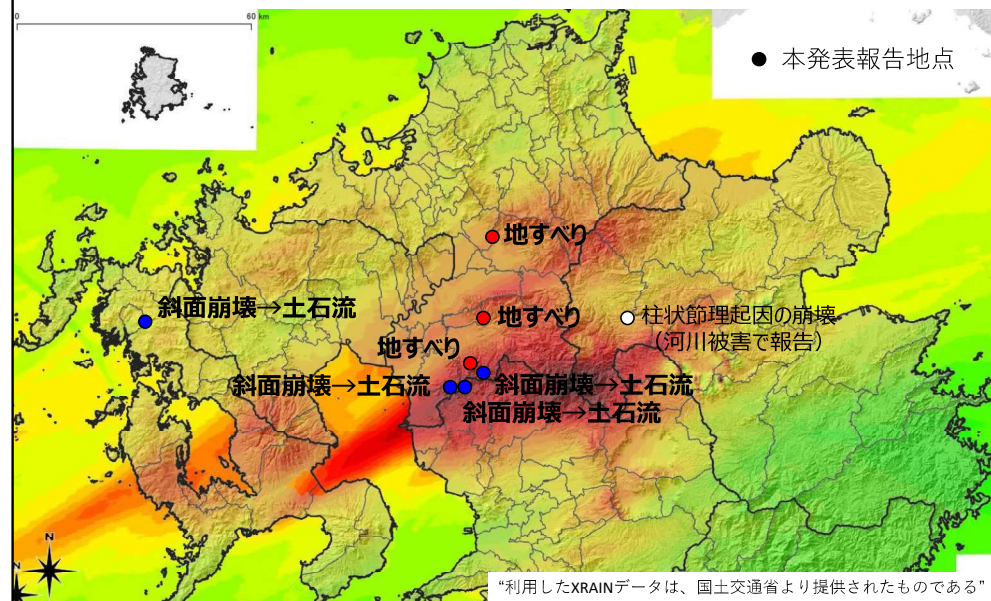 0
60 km
本発表報告地点
地すべり
斜面崩壊→土石流
地すべり
柱状節理起因の崩壊
（河川被害で報告）
地すべり
斜面崩壊→土石流
斜面崩壊→土石流
斜面崩壊→土石流
N
N
“利用したXRAINデータは、国土交通省より提供されたものである”